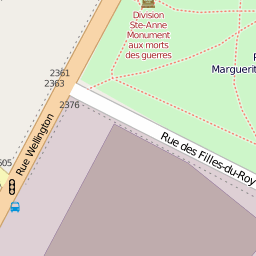 Division
Ste-Anne
Monument
aux morts
des guerres
Marguerit
2361
2363
2376
Rue Wellington
Rue des Filles-du-Roy
605